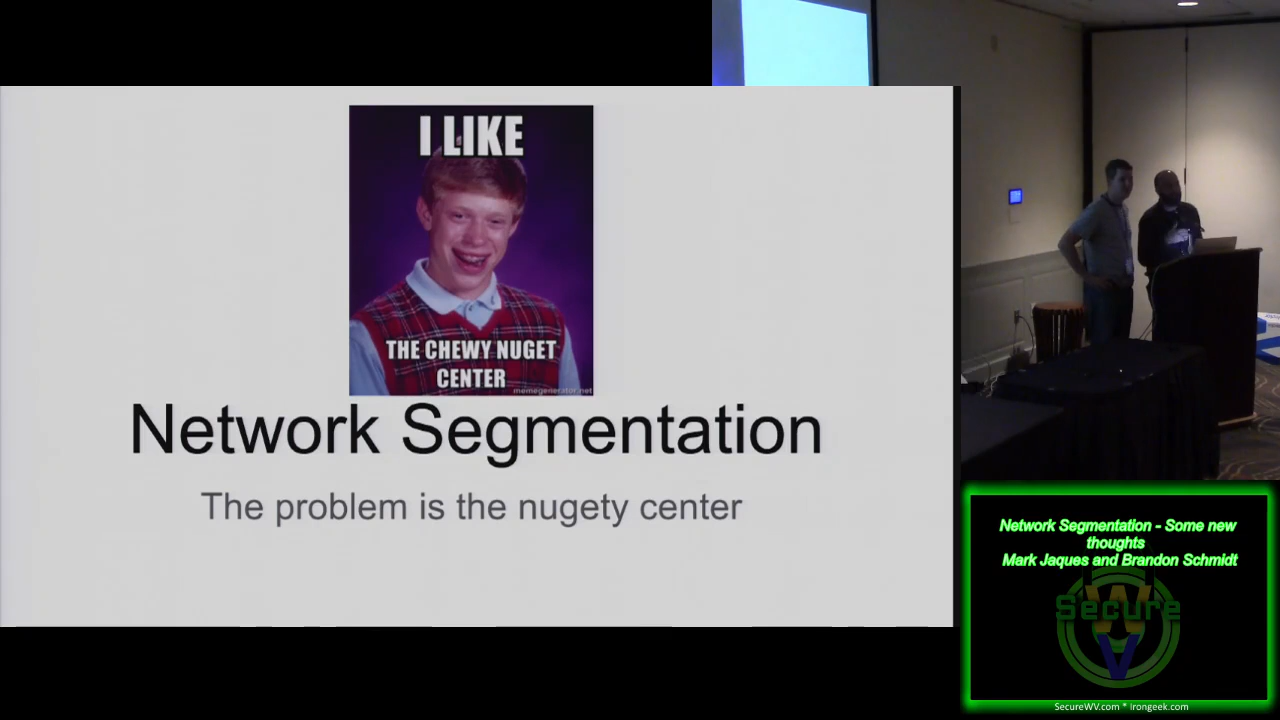 I LIKE
THE CHEWY NUGET
CENTER
memegenerator.net
Network Segmentation
The problem is the nugety center
Network Segmentation - Some new
thoughts
Mark Jaques and Brandon Schmidt
Secure
W
V
SecureWV.com * Irongeek.com